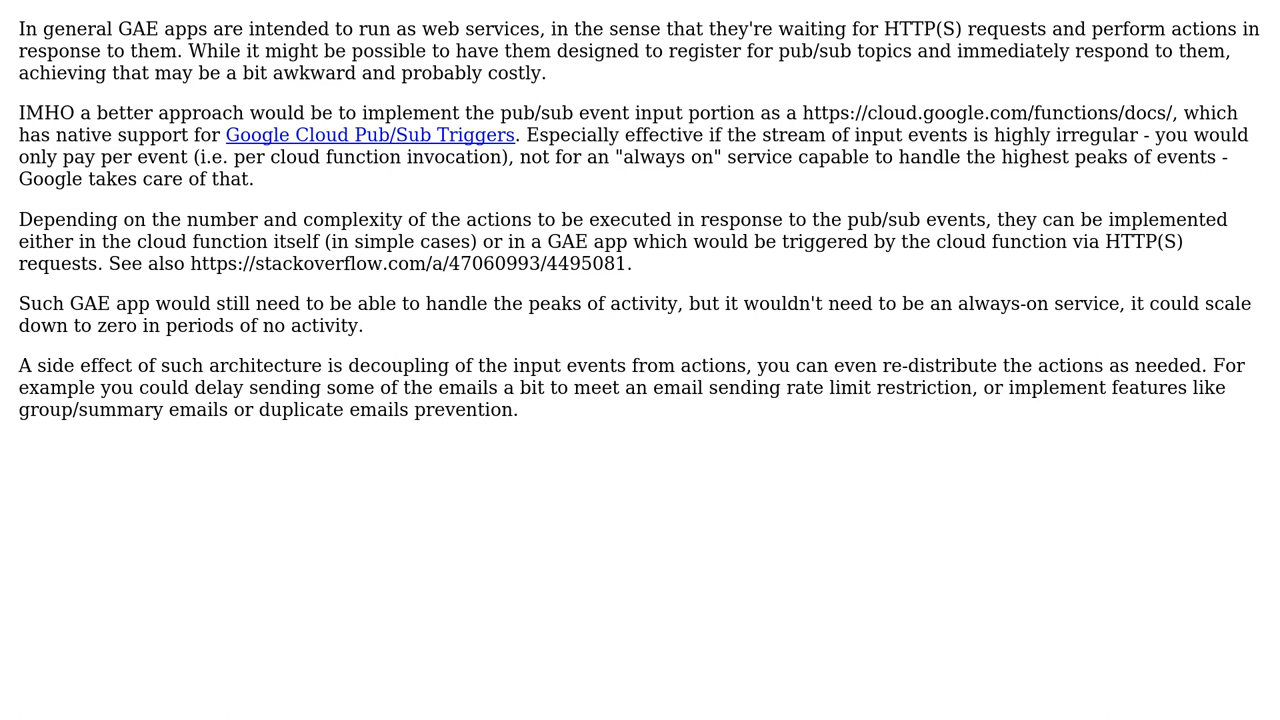 In general GAE apps are intended to run as web services, in the sense that they're waiting for HTTP(S) requests and perform actions in
response to them. While it might be possible to have them designed to register for pub/sub topics and immediately respond to them,
achieving that may be a bit awkward and probably costly.
IMHO a better approach would be to implement the pub/sub event input portion as a https://cloud.google.com/functions/docs/, which
has native support for Google Cloud Pub/Sub Triggers. Especially effective if the stream of input events is highly irregular - you would
only pay per event (i.e. per cloud function invocation), not for an "always on" service capable to handle the highest peaks of events -
Google takes care of that.
Depending on the number and complexity of the actions to be executed in response to the pub/sub events, they can be implemented
either in the cloud function itself (in simple cases) or in a GAE app which would be triggered by the cloud function via HTTP(S)
requests. See also https://stackoverflow.com/a/47060993/4495081.
Such GAE app would still need to be able to handle the peaks of activity, but it wouldn't need to be an always-on service, it could scale
down to zero in periods of no activity.
A side effect of such architecture is decoupling of the input events from actions, you can even re-distribute the actions as needed. For
example you could delay sending some of the emails a bit to meet an email sending rate limit restriction, or implement features like
group/summary emails or duplicate emails prevention.